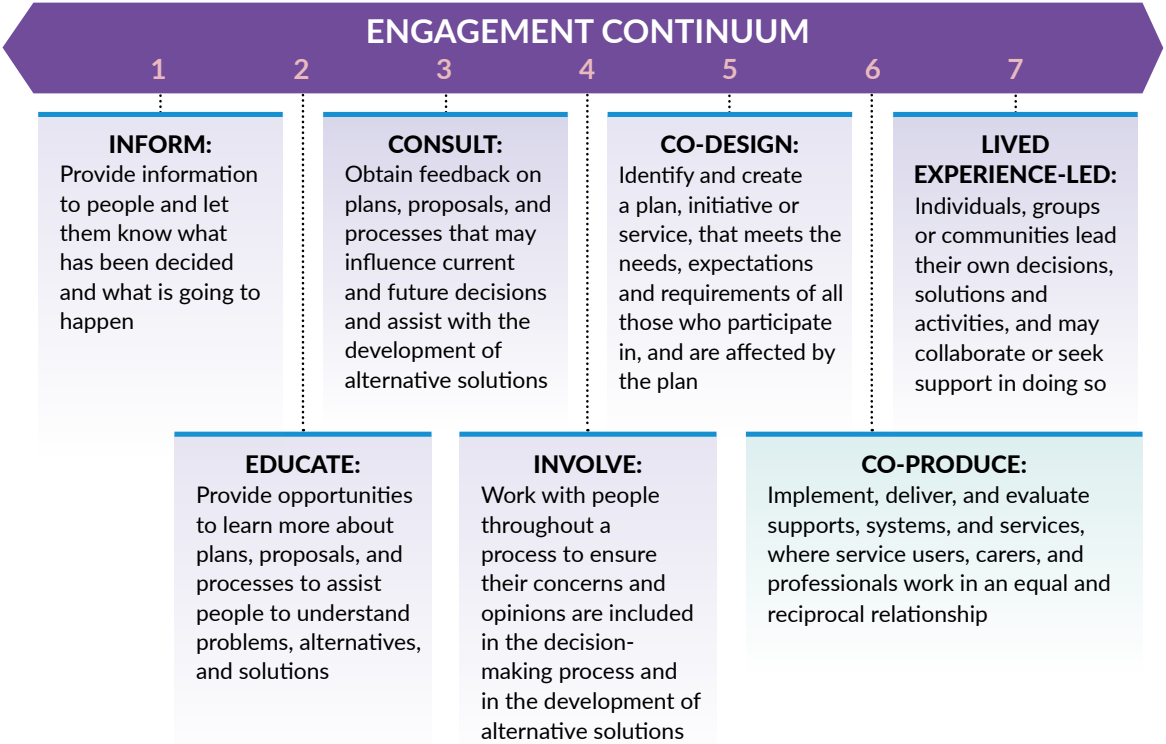 ENGAGEMENT CONTINUUM
1 2 3 4 5 6 7
INFORM:
Provide information
to people and let
them know what
has been decided
and what is going to
happen
CONSULT:
Obtain feedback on
plans, proposals, and
processes that may
influence current
and future decisions
and assist with the
development of
alternative solutions
CO-DESIGN:
Identify and create
a plan, initiative or
service, that meets the
needs, expectations
and requirements of all
those who participate
in, and are affected by
the plan
LIVED
EXPERIENCE-LED:
Individuals, groups
or communities lead
their own decisions,
solutions and
activities, and may
collaborate or seek
support in doing so
EDUCATE:
Provide opportunities
to learn more about
plans, proposals, and
processes to assist
people to understand
problems, alternatives,
and solutions
INVOLVE:
Work with people
throughout a
process to ensure
their concerns and
opinions are included
in the decision-
making process and
in the development of
alternative solutions
CO-PRODUCE:
Implement, deliver, and evaluate
supports, systems, and services,
where service users, carers, and
professionals work in an equal and
reciprocal relationship